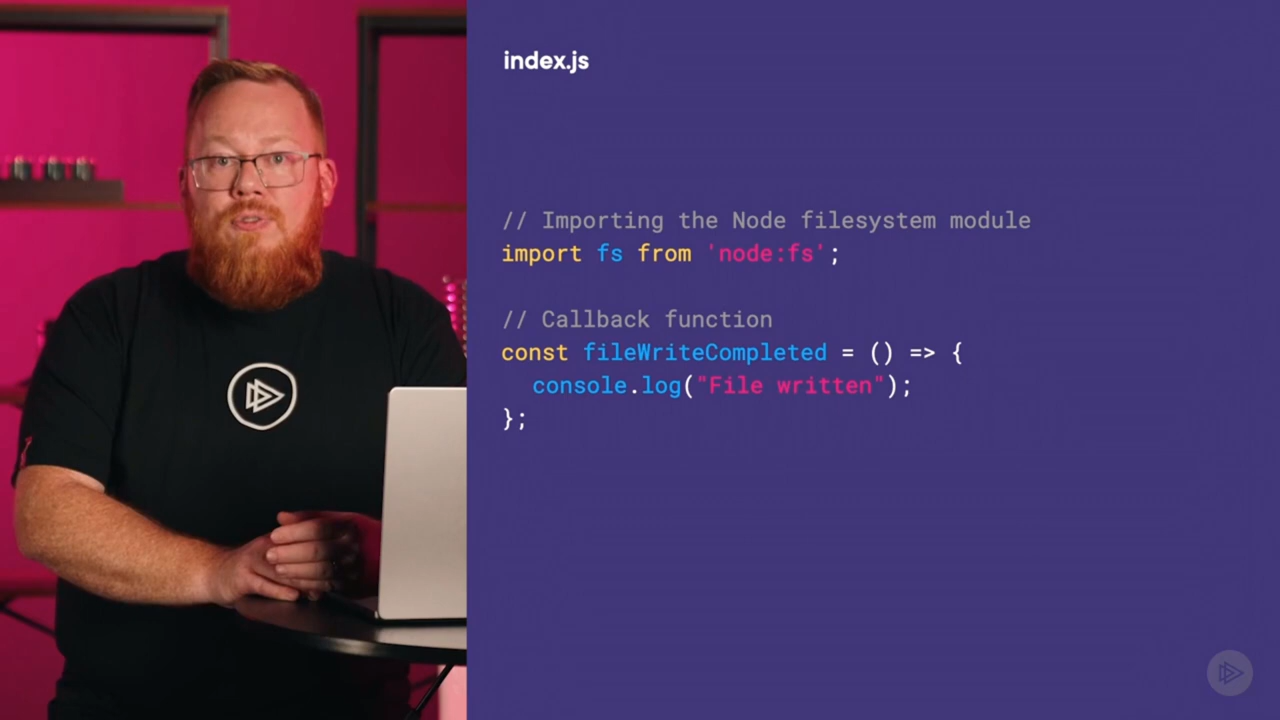 index.js
// Importing the Node filesystem module
import fs from 'node:fs';
// Callback function
const fileWriteCompleted = () => {
console.log("File written");
};